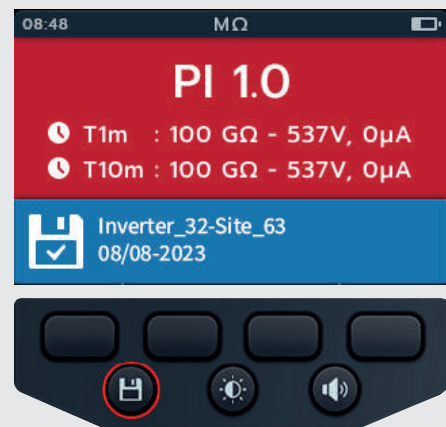 08:48 MΩ
PI 1.0
T1m : 100 GΩ - 537V, 0µA
T10m : 100 GΩ - 537V, 0µA
Inverter_32-Site_63
08/08-2023